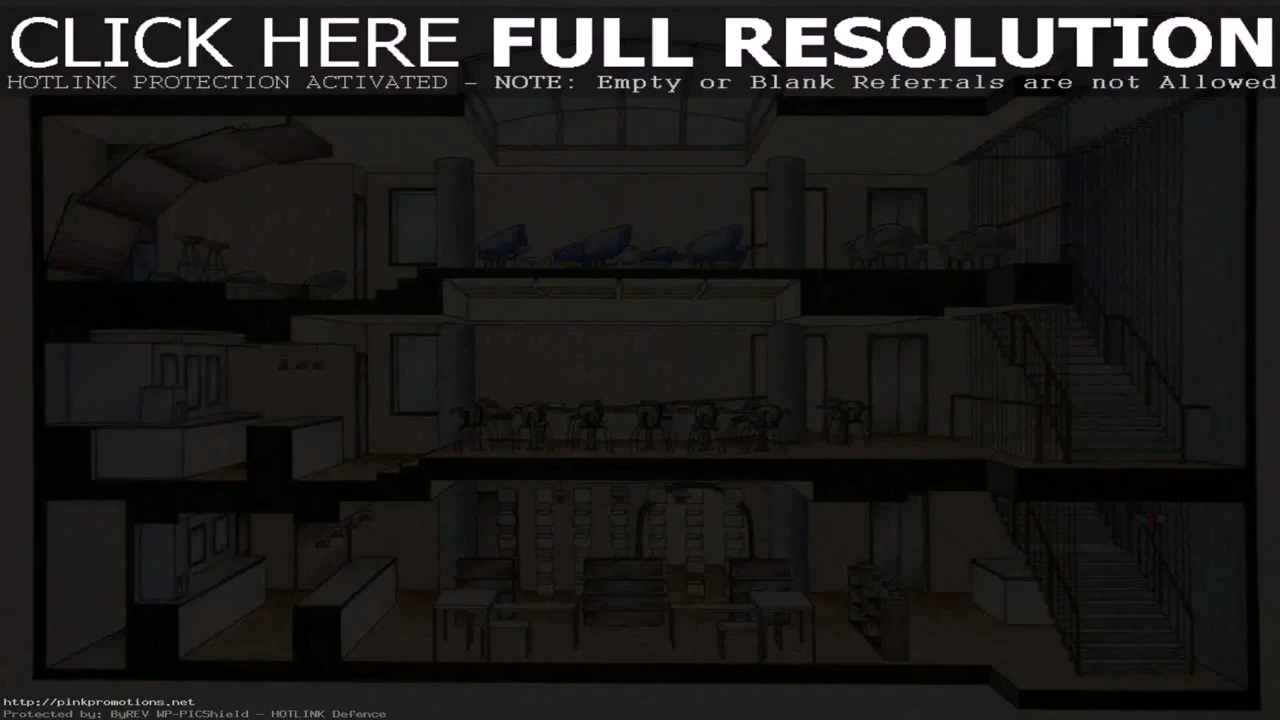 CLICK HERE FULL RESOLUTION
HOTLINK PROTECTION ACTIVATED - NOTE: Empty or Blank Referrals are not Allowed
http://pinkpromotions.net
Protected by: ByREV WP-PICShield - HOTLINK Defence